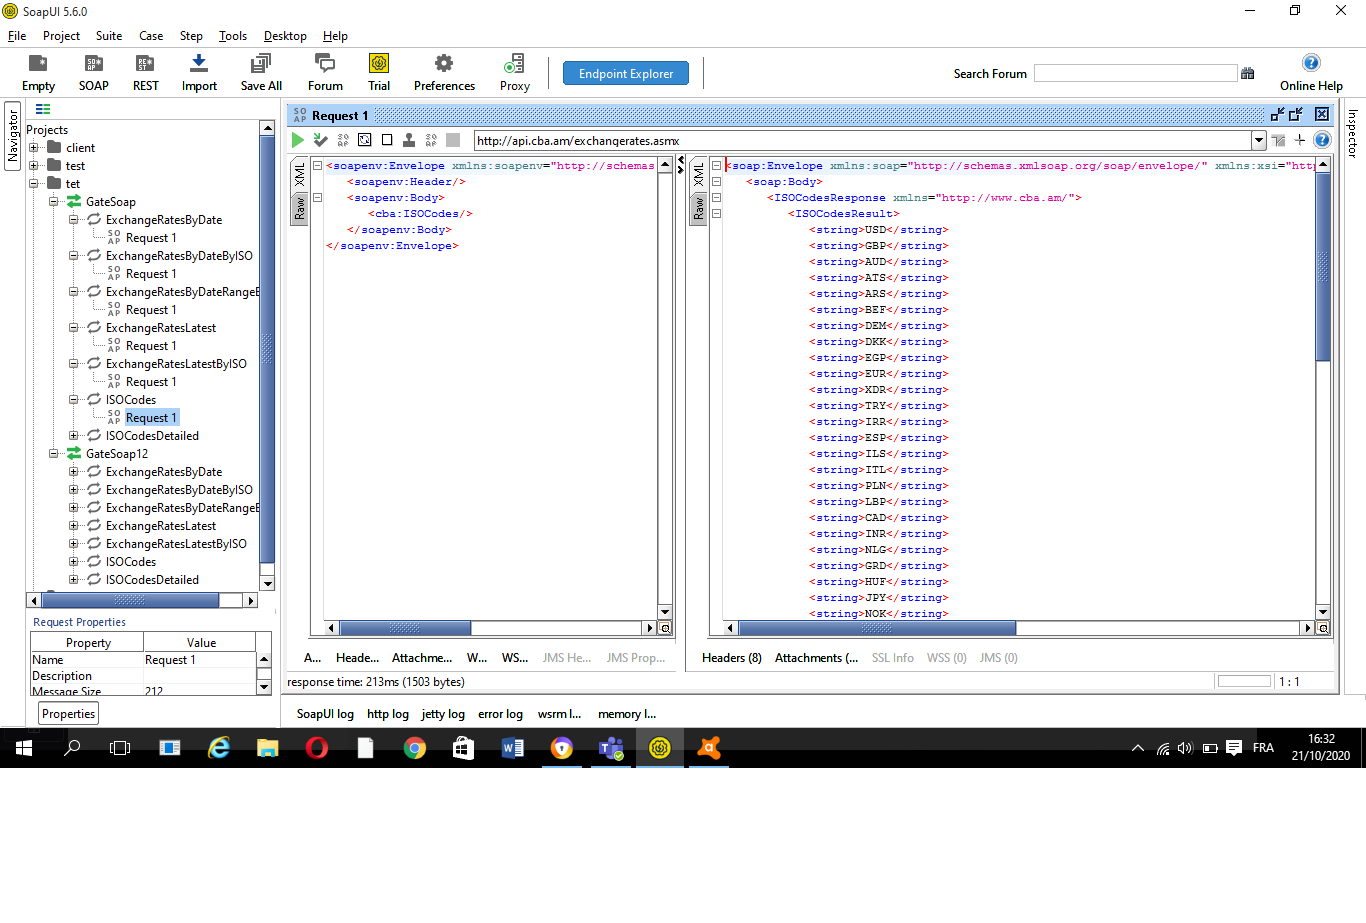 SoapUI 5.6.0
File Project Suite Case Step Tools Desktop Help
Empty SOAP REST Import Save All Forum Trial Preferences Proxy Endpoint Explorer Search Forum Online Help
Navigator
Projects
client
test
tet
GateSoap
ExchangeRatesByDate
Request 1
ExchangeRatesByDateByISO
Request 1
ExchangeRatesByDateRangeB
Request 1
ExchangeRatesLatest
Request 1
ExchangeRatesLatestByISO
Request 1
ISOCodes
Request 1
ISOCodesDetailed
GateSoap12
ExchangeRatesByDate
ExchangeRatesByDateByISO
ExchangeRatesByDateRangeB
ExchangeRatesLatest
ExchangeRatesLatestByISO
ISOCodes
ISOCodesDetailed
Request Properties
Property Value
Name Request 1
Description
Message Size 212
Properties
Request 1
http://api.cba.am/exchangerates.asmx
XML
Raw
<soapenv:Envelope xmlns:soapenv="http://schemas
<soapenv:Header/>
<soapenv:Body>
<cba:ISOCodes/>
</soapenv:Body>
</soapenv:Envelope>
A... Heade... Attachme... W... WS... JMS He... JMS Prop...
XML
Raw
<soap:Envelope xmlns:soap="http://schemas.xmlsoap.org/soap/envelope/" xmlns:xsi="http
<soap:Body>
<ISOCodesResponse xmlns="http://www.cba.am/">
<ISOCodesResult>
<string>USD</string>
<string>GBP</string>
<string>AUD</string>
<string>ATS</string>
<string>ARS</string>
<string>BEF</string>
<string>DEM</string>
<string>DKK</string>
<string>EGP</string>
<string>EUR</string>
<string>XDR</string>
<string>TRY</string>
<string>IRR</string>
<string>ESP</string>
<string>ILS</string>
<string>ITL</string>
<string>PLN</string>
<string>LBP</string>
<string>CAD</string>
<string>INR</string>
<string>NLG</string>
<string>GRD</string>
<string>HUF</string>
<string>JPY</string>
<string>NOK</string>
Headers (8) Attachments (... SSL Info WSS (0) JMS (0)
Inspector
response time: 213ms (1503 bytes)
1 : 1
SoapUI log http log jetty log error log wsrm l... memory l...
FRA
16:32
21/10/2020